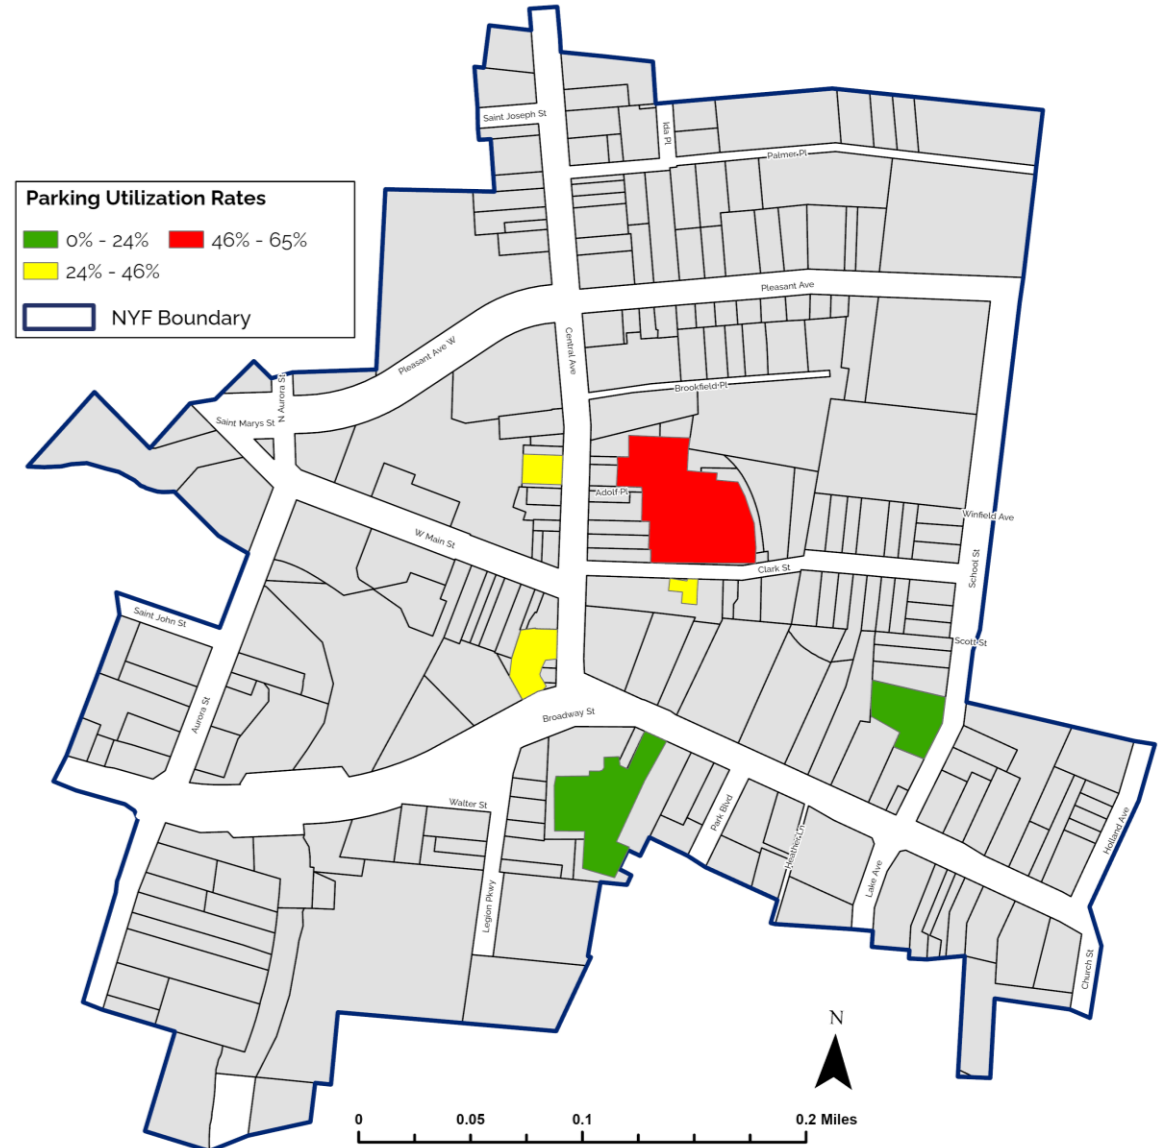 Saint Joseph St
Ida Pl
Palmer Pl
Parking Utilization Rates
0% - 24%
46% - 65%
24% - 46%
NYF Boundary
Pleasant Ave
Pleasant Ave W
Central Ave
Brookfield Pl
N Aurora St
Saint Marys St
Adolf Pl
Winfield Ave
W Main St
Clark St
School St
Saint John St
Scott St
Aurora St
Broadway St
Walter St
Park Blvd
Heather Ln
Holland Ave
Lake Ave
Legion Pkwy
Church St
N
0 0.05 0.1 0.2 Miles